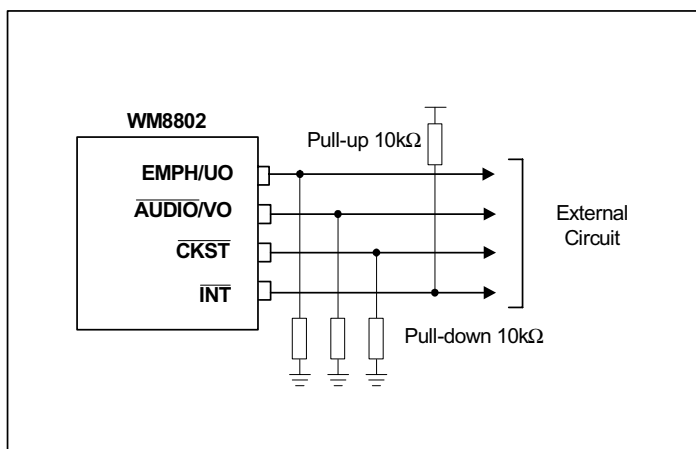 WM8802
Pull-up 10kΩ
EMPH/UO
AUDIO/VO
CKST
INT
External
Circuit
Pull-down 10kΩ